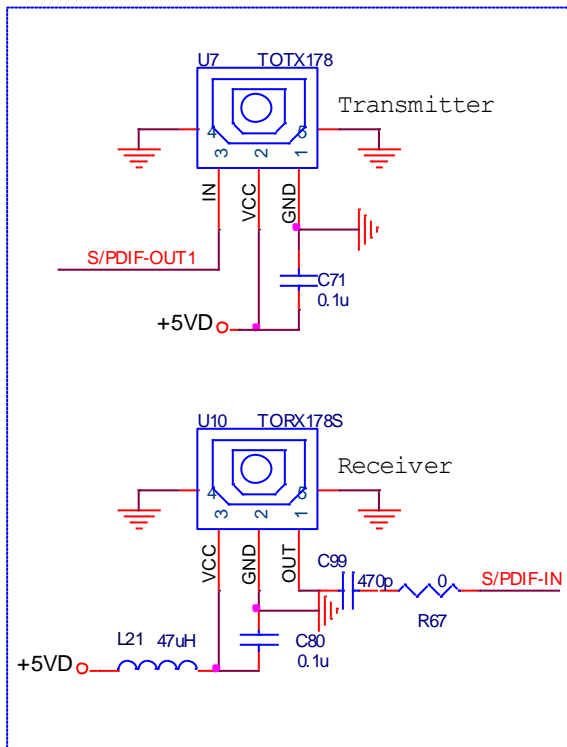 U7 TOTX178
Transmitter
4 5
3 2 1
IN VCC GND
S/PDIF-OUT1
C71
0.1u
+5VD
U10 TORX178S
Receiver
4 5
3 2 1
VCC GND OUT
C99
470p 0 S/PDIF-IN
R67
L21 47uH C80
0.1u
+5VD